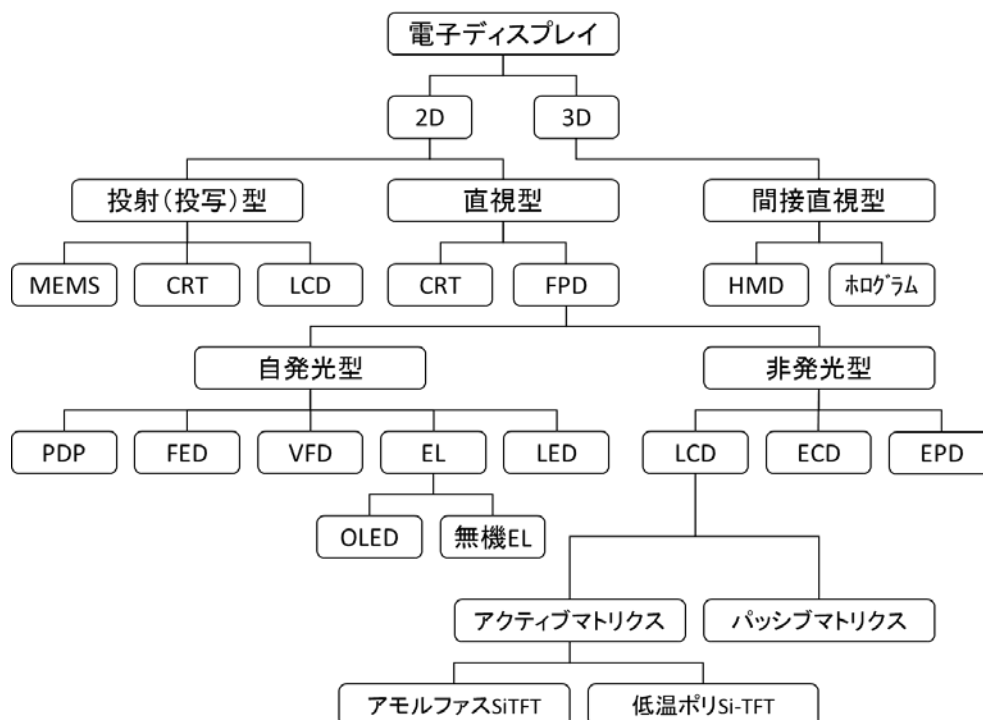 電子ディスプレイ
2D
3D
投射(投写)型
直視型
間接直視型
MEMS
CRT
LCD
CRT
FPD
HMD
ホログラム
自発光型
非発光型
PDP
FED
VFD
EL
LED
LCD
ECD
EPD
OLED
無機EL
アクティブマトリクス
パッシブマトリクス
アモルファスSiTFT
低温ポリSi-TFT